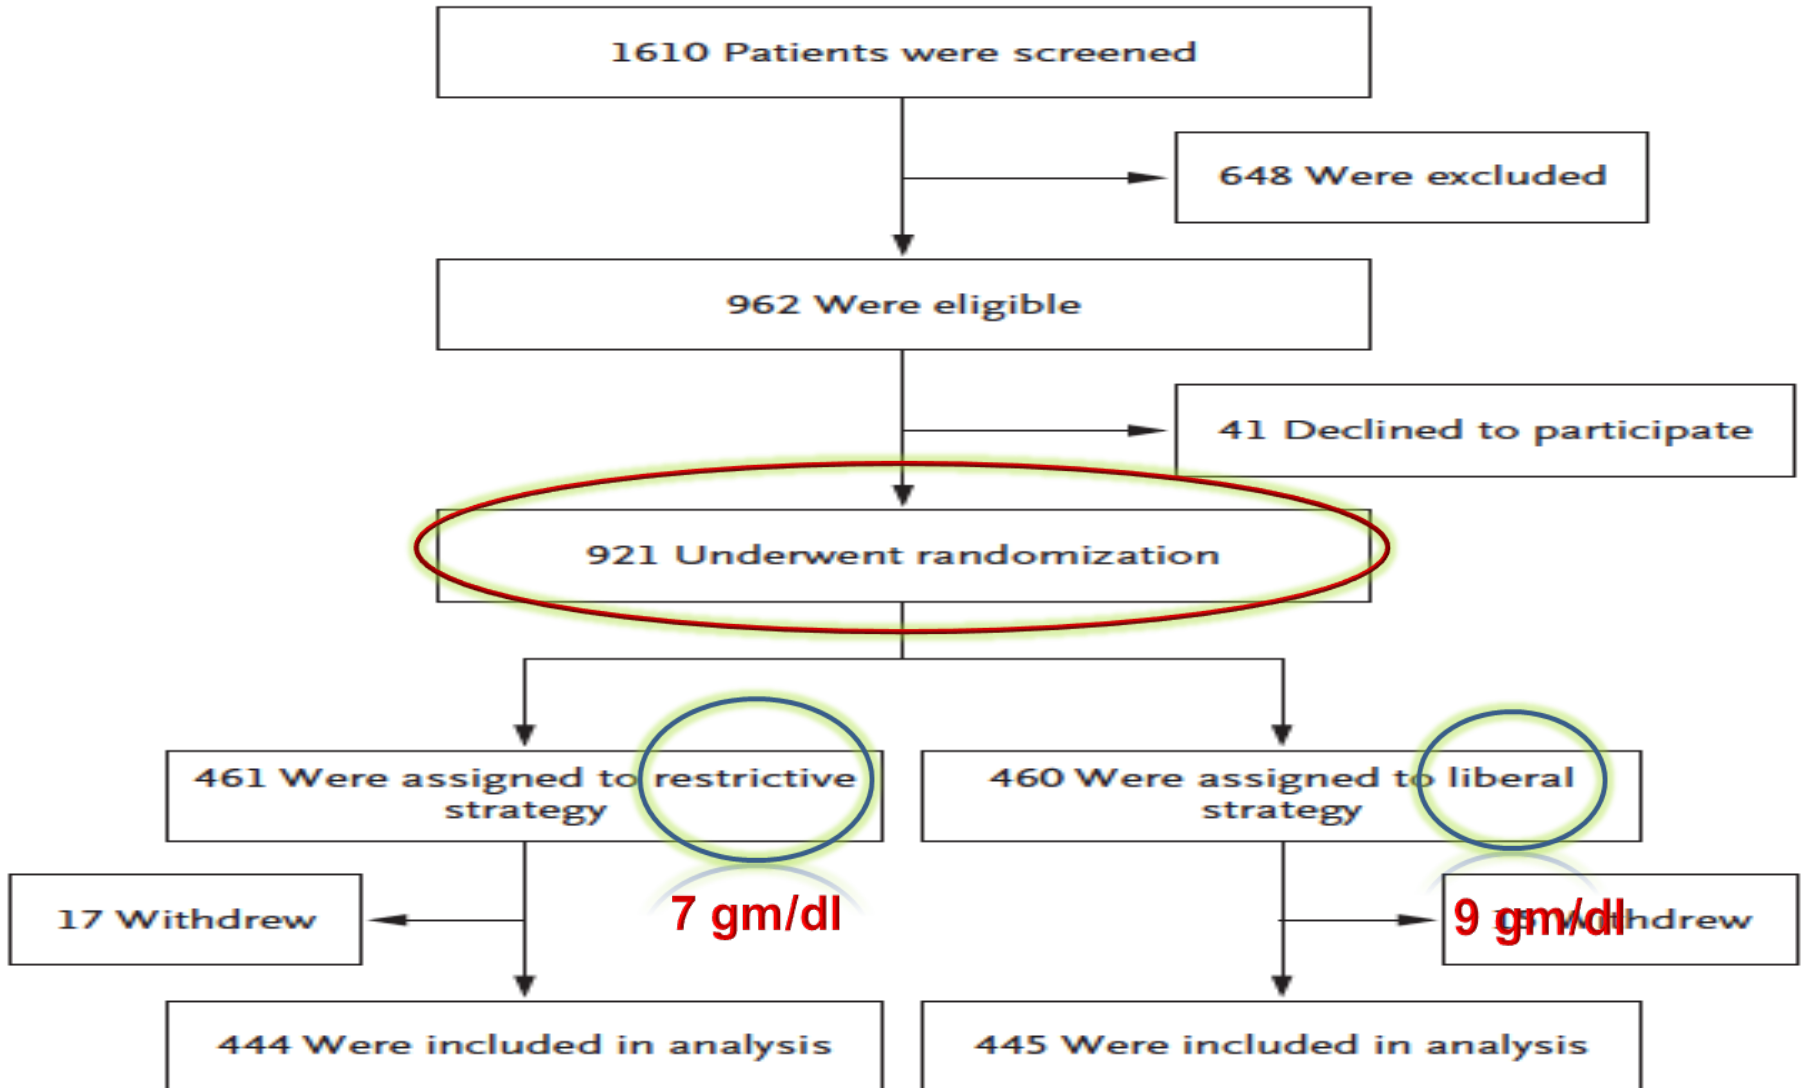 1610 Patients were screened
648 Were excluded
962 Were eligible
41 Declined to participate
921 Underwent randomization
461 Were assigned to restrictive
strategy
460 Were assigned to liberal
strategy
17 Withdrew
7 gm/dl
9 gm/dl
15 Withdrew
444 Were included in analysis
445 Were included in analysis